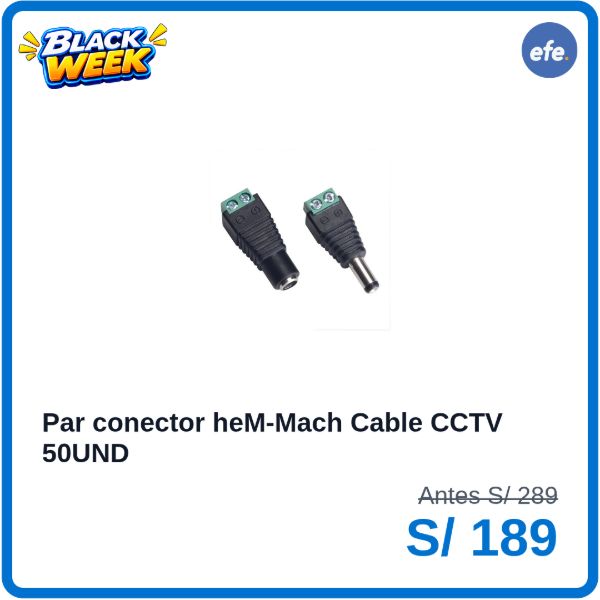 BLACK
WEEK
efe.
Par conector heM-Mach Cable CCTV
50UND
Antes S/ 289
S/ 189